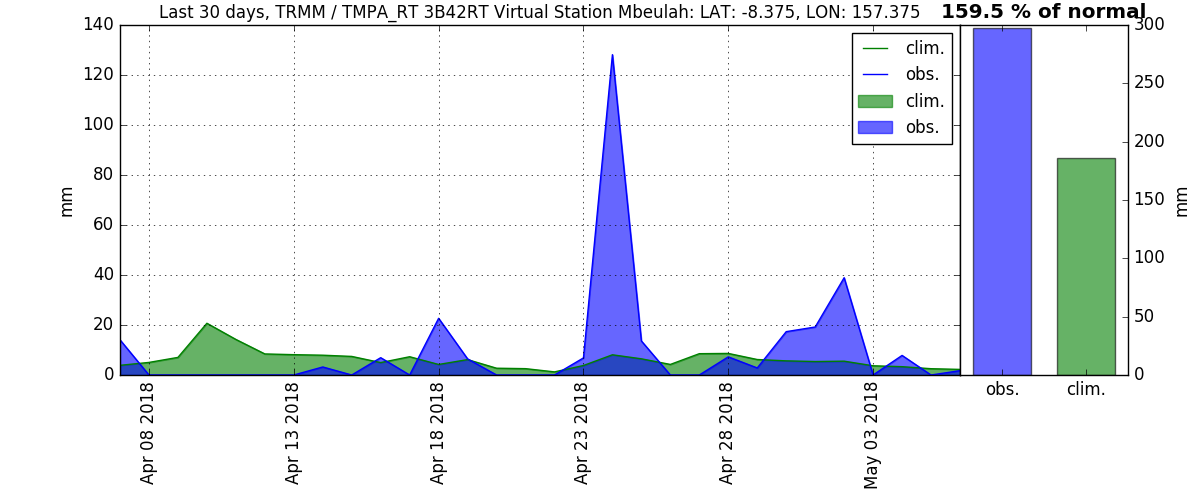 Last 30 days, TRMM / TMPA_RT 3B42RT Virtual Station Mbeulah: LAT: -8.375, LON: 157.375
159.5 % of normal
140
120
100
80
60
40
20
0
mm
Apr 08 2018
Apr 13 2018
Apr 18 2018
Apr 23 2018
Apr 28 2018
May 03 2018
clim.
obs.
clim.
obs.
300
250
200
150
100
50
0
mm
obs.
clim.